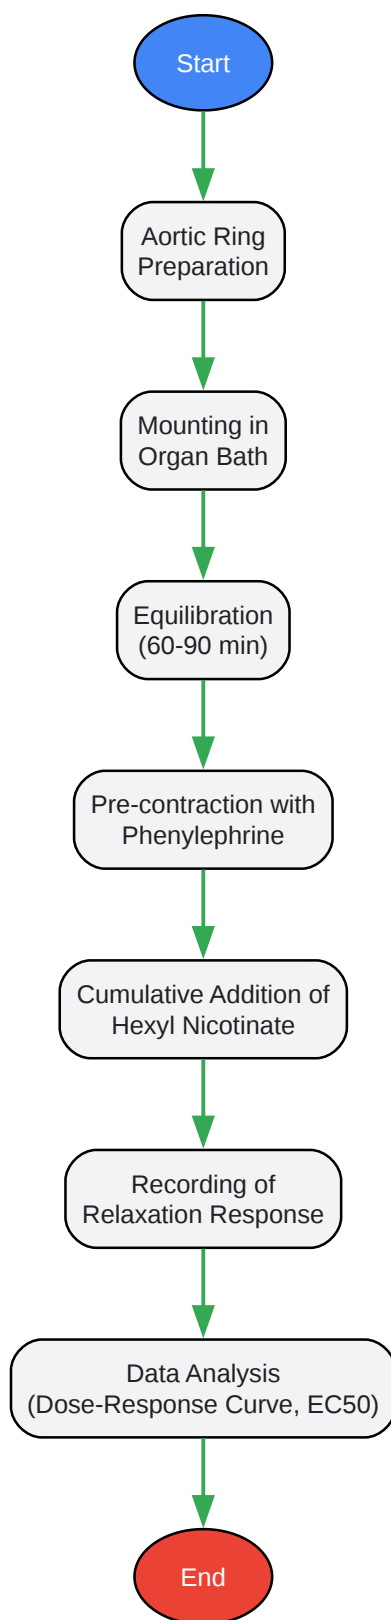 Start
Aortic Ring
Preparation
Mounting in
Organ Bath
Equilibration
(60-90 min)
Pre-contraction with
Phenylephrine
Cumulative Addition of
Hexyl Nicotinate
Recording of
Relaxation Response
Data Analysis
(Dose-Response Curve, EC50)
End